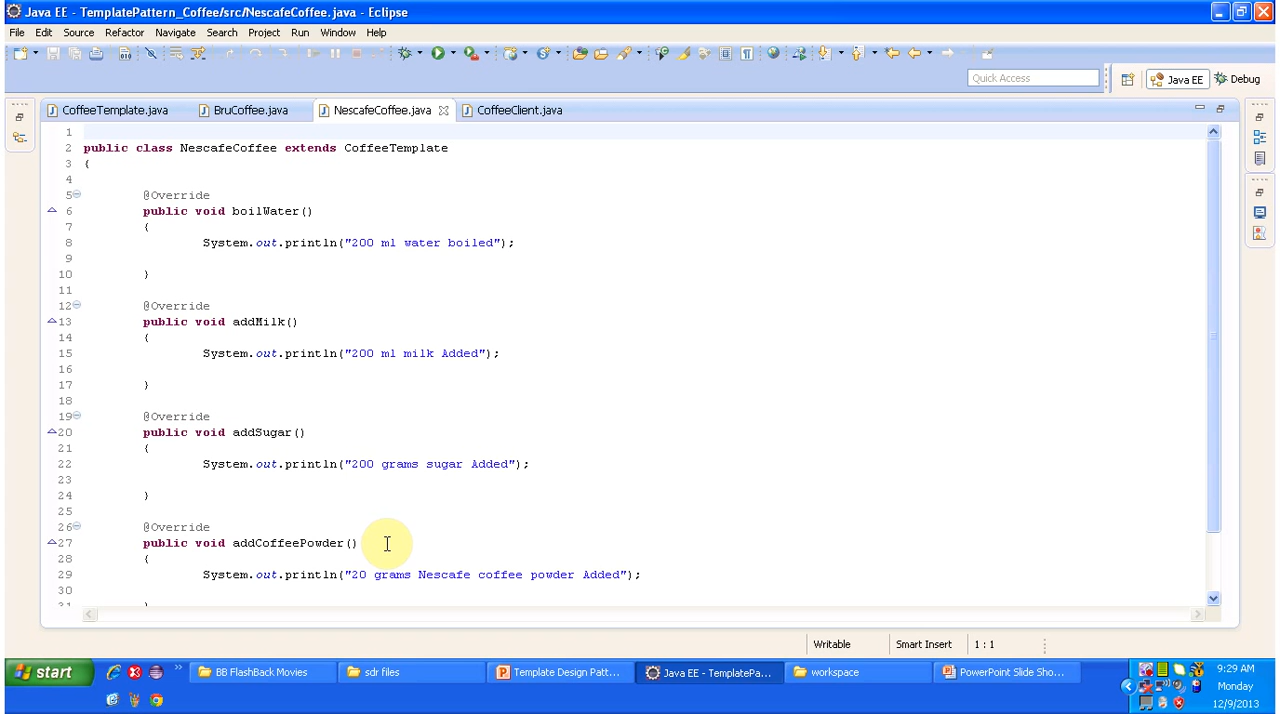 Java EE - TemplatePattern_Coffee/src/NescafeCoffee.java - Eclipse
File Edit Source Refactor Navigate Search Project Run Window Help
Quick Access
Java EE
Debug
CoffeeTemplate.java
BruCoffee.java
NescafeCoffee.java
CoffeeClient.java
1
2 public class NescafeCoffee extends CoffeeTemplate
3 {
4
5 @Override
6 public void boilWater()
7 {
8 System.out.println("200 ml water boiled");
9
10 }
11
12 @Override
13 public void addMilk()
14 {
15 System.out.println("200 ml milk Added");
16
17 }
18
19 @Override
20 public void addSugar()
21 {
22 System.out.println("200 grams sugar Added");
23
24 }
25
26 @Override
27 public void addCoffeePowder()
28 {
29 System.out.println("20 grams Nescafe coffee powder Added");
30
31 }
Writable
Smart Insert
1 : 1
start
BB FlashBack Movies
sdr files
Template Design Patt...
Java EE - TemplatePa...
workspace
PowerPoint Slide Sho...
9:29 AM
Monday
12/9/2013